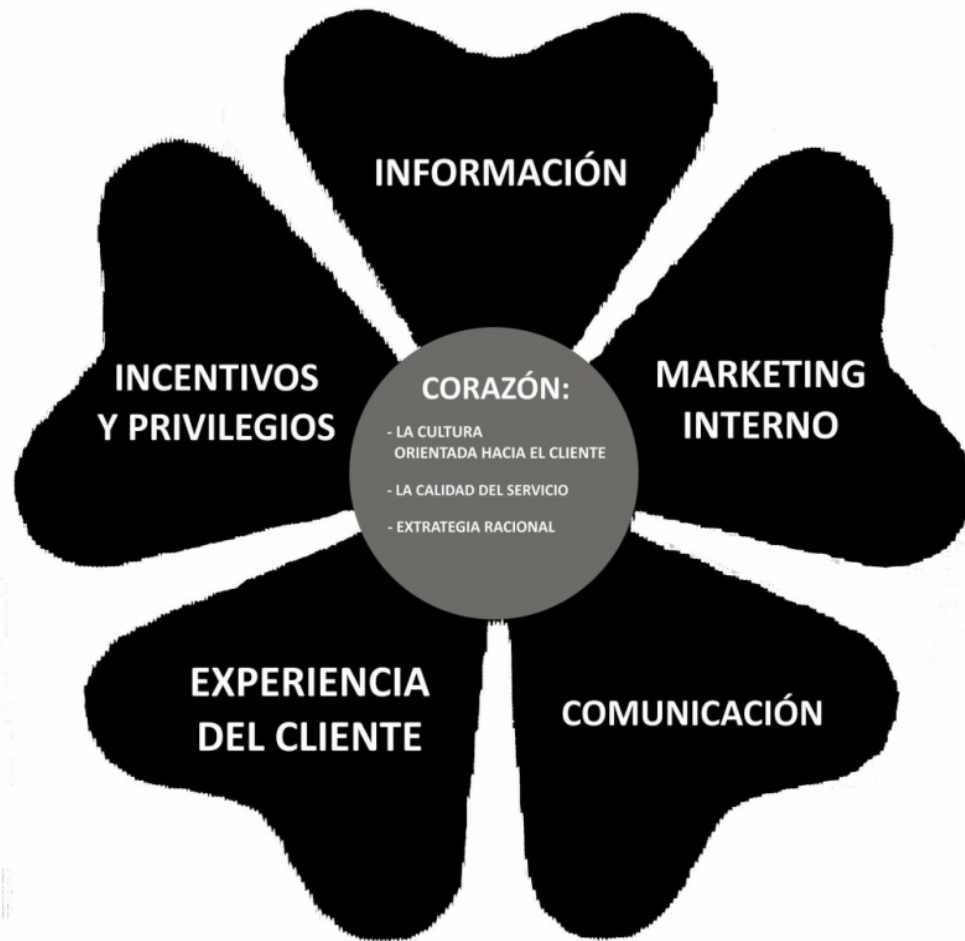 INFORMACIÓN
INCENTIVOS
Y PRIVILEGIOS
CORAZÓN:
- LA CULTURA
ORIENTADA HACIA EL CLIENTE
- LA CALIDAD DEL SERVICIO
- EXTRATEGIA RACIONAL
MARKETING
INTERNO
EXPERIENCIA
DEL CLIENTE
COMUNICACIÓN